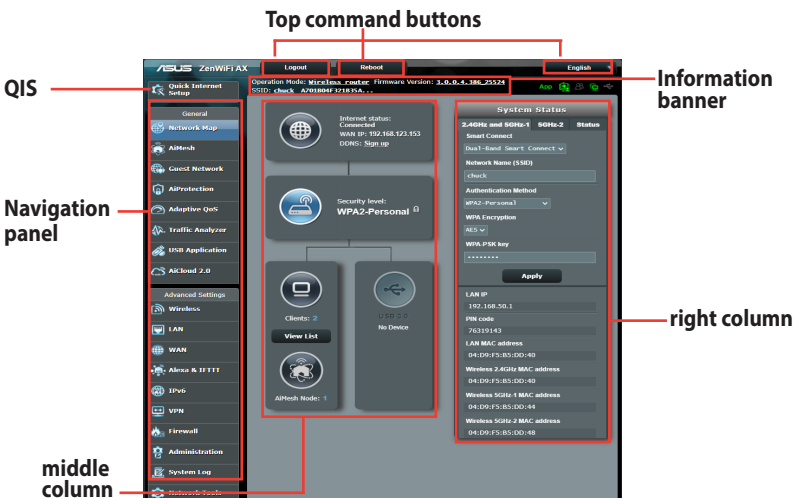 Top command buttons
ASUS ZenWiFi AX
Logout
Reboot
English
QIS
Quick Internet Setup
Operation Mode: Wireless router Firmware Version: 3.0.0.4.386_25524
SSID: chuck A701B04F321835A...
App
Information banner
General
Network Map
AiMesh
Guest Network
AiProtection
Adaptive QoS
Traffic Analyzer
USB Application
AiCloud 2.0
Navigation panel
Advanced Settings
Wireless
LAN
WAN
Alexa & IFTTT
IPv6
VPN
Firewall
Administration
System Log
Network Tools
middle column
Internet status:
Connected
WAN IP: 192.168.123.153
DDNS: Sign up
Security level:
WPA2-Personal
Clients: 2
View List
AiMesh Node: 1
USB 3.0
No Device
System Status
2.4GHz and 5GHz-1
5GHz-2
Status
Smart Connect
Dual-Band Smart Connect
Network Name (SSID)
chuck
Authentication Method
WPA2-Personal
WPA Encryption
AES
WPA-PSK key
........
Apply
LAN IP
192.168.50.1
PIN code
76319143
LAN MAC address
04:D9:F5:B5:DD:40
Wireless 2.4GHz MAC address
04:D9:F5:B5:DD:40
Wireless 5GHz-1 MAC address
04:D9:F5:B5:DD:44
Wireless 5GHz-2 MAC address
04:D9:F5:B5:DD:48
right column